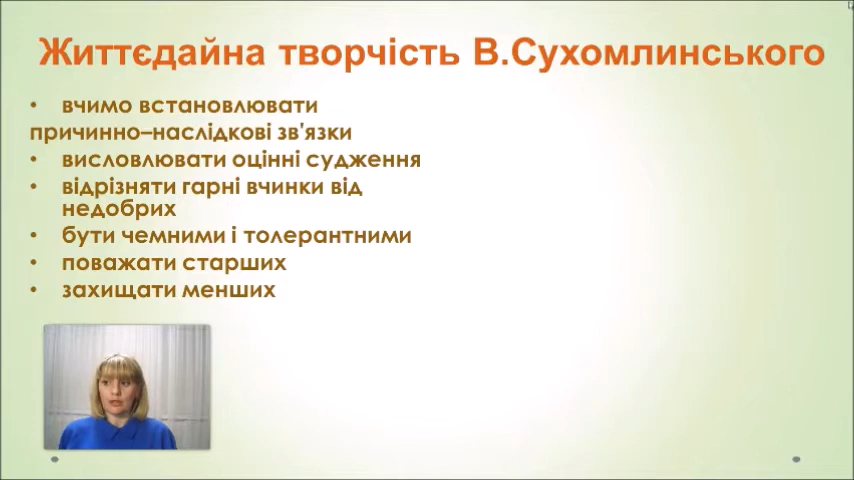 Життєдайна творчість В.Сухомлинського
• вчимо встановлювати
причинно–наслідкові зв'язки
• висловлювати оцінні судження
• відрізняти гарні вчинки від
недобрих
• бути чемними і толерантними
• поважати старших
• захищати менших